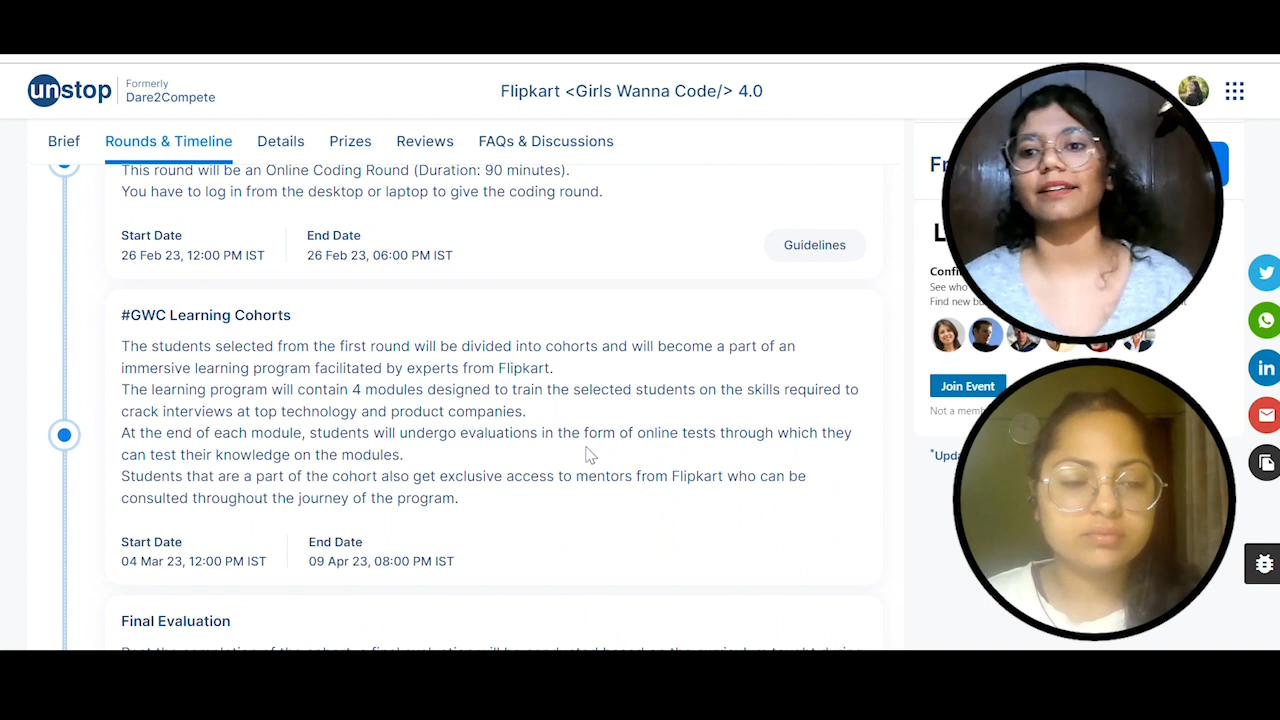 unstop
Formerly
Dare2Compete
Flipkart <Girls Wanna Code/> 4.0
Brief
Rounds & Timeline
Details
Prizes
Reviews
FAQs & Discussions
This round will be an Online Coding Round (Duration: 90 minutes).
You have to log in from the desktop or laptop to give the coding round.
Start Date
End Date
26 Feb 23, 12:00 PM IST
26 Feb 23, 06:00 PM IST
Guidelines
#GWC Learning Cohorts
The students selected from the first round will be divided into cohorts and will become a part of an
immersive learning program facilitated by experts from Flipkart.
The learning program will contain 4 modules designed to train the selected students on the skills required to
crack interviews at top technology and product companies.
At the end of each module, students will undergo evaluations in the form of online tests through which they
can test their knowledge on the modules.
Students that are a part of the cohort also get exclusive access to mentors from Flipkart who can be
consulted throughout the journey of the program.
Start Date
End Date
04 Mar 23, 12:00 PM IST
09 Apr 23, 08:00 PM IST
Final Evaluation
See who
Find new
Join Event
Not a
in